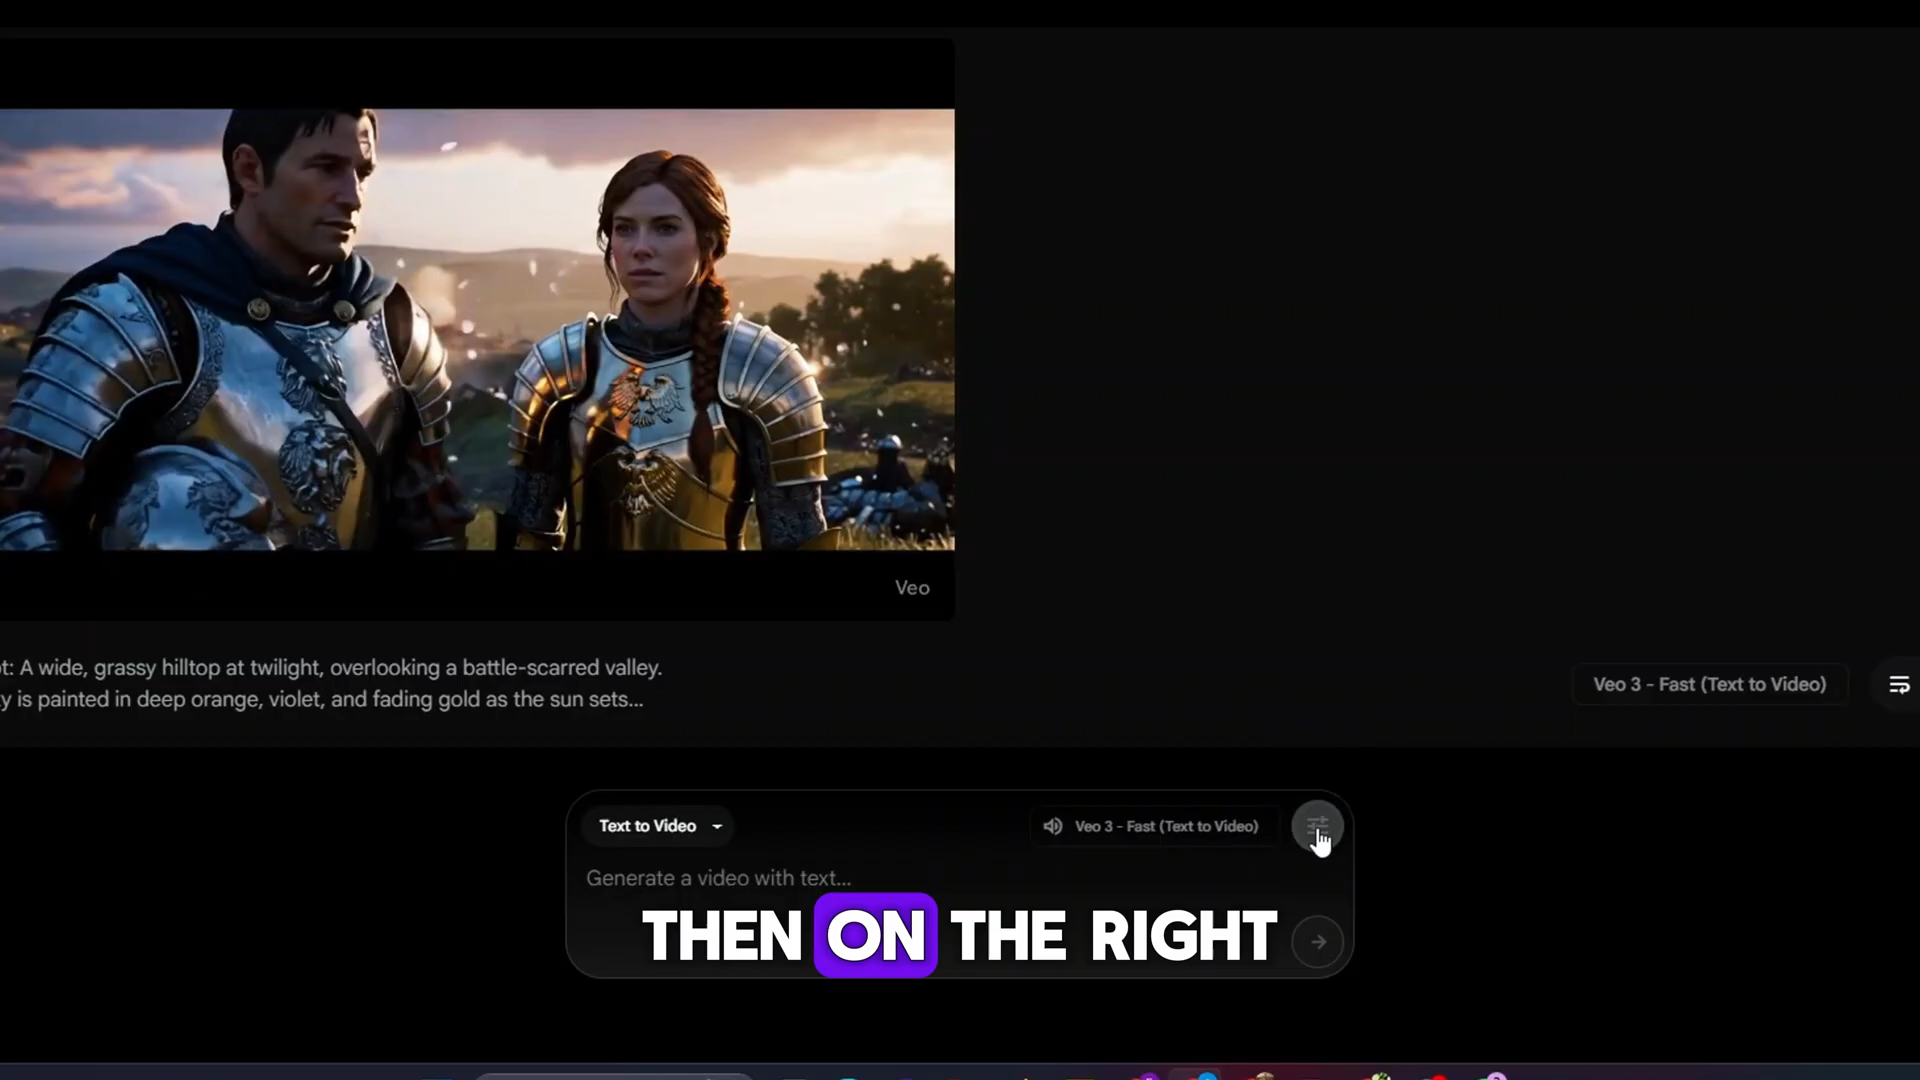 Veo
t: A wide, grassy hilltop at twilight, overlooking a battle-scarred valley.
y is painted in deep orange, violet, and fading gold as the sun sets...
Veo 3 - Fast (Text to Video)
Text to Video
Veo 3 - Fast (Text to Video)
Generate a video with text...
THEN ON THE RIGHT